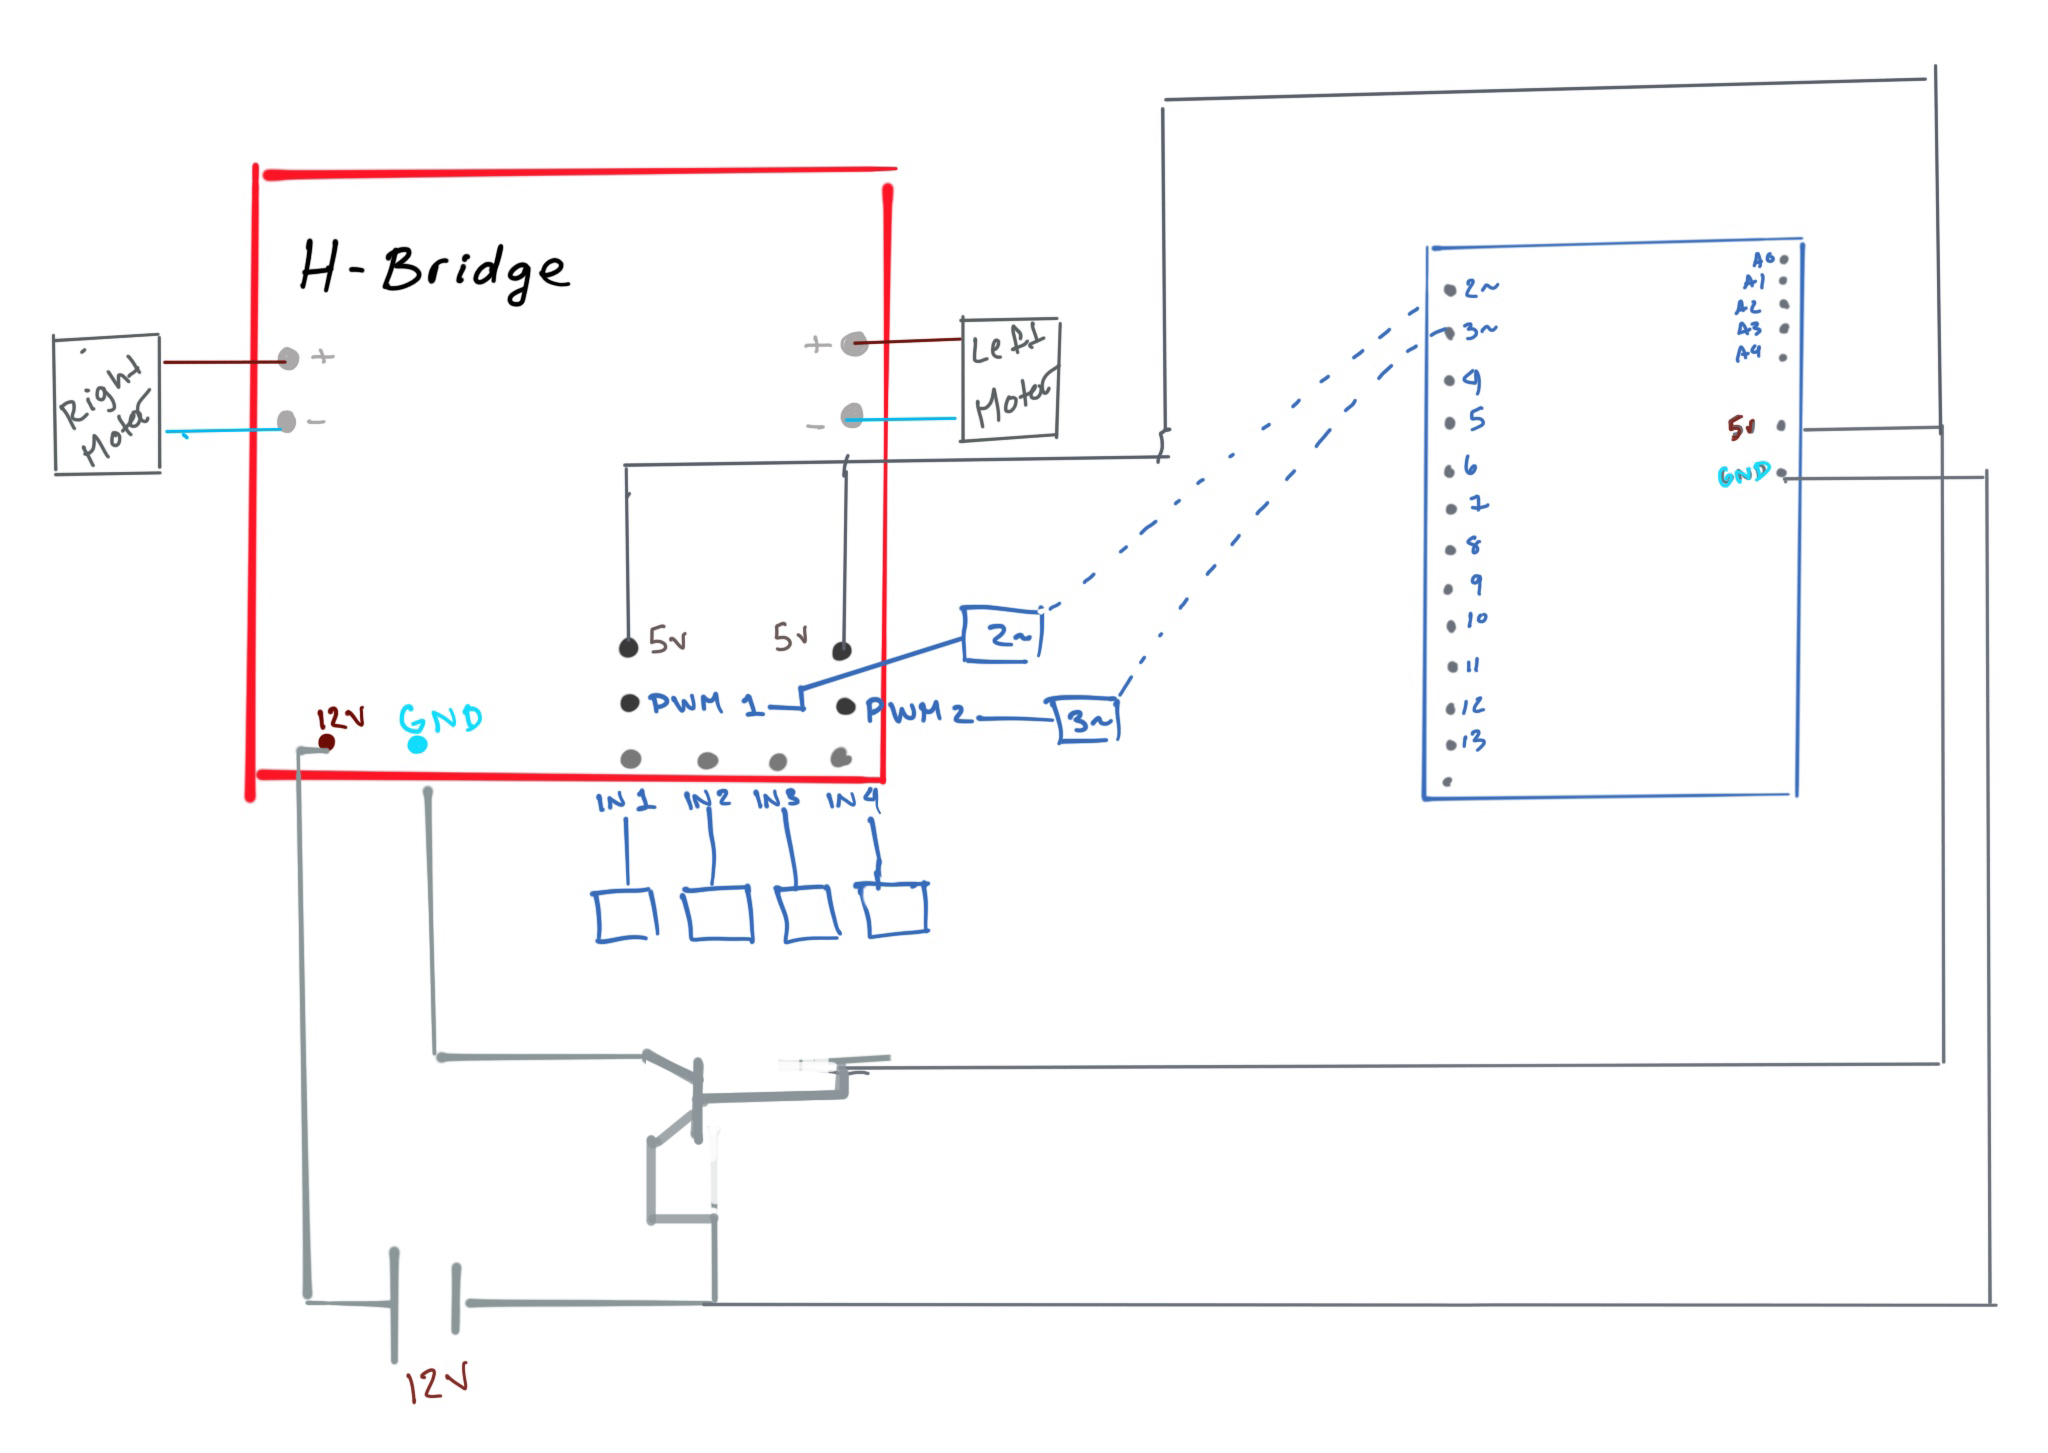 H-Bridge
Right
Motor
+
-
+
-
Left
Motor
5v
5v
PWM 1
PWM 2
2~
3~
12V
GND
IN 1
IN 2
IN 3
IN 4
2~
3~
4
5
6
7
8
9
10
11
12
13
A0
A1
A2
A3
A4
5v
GND
12V